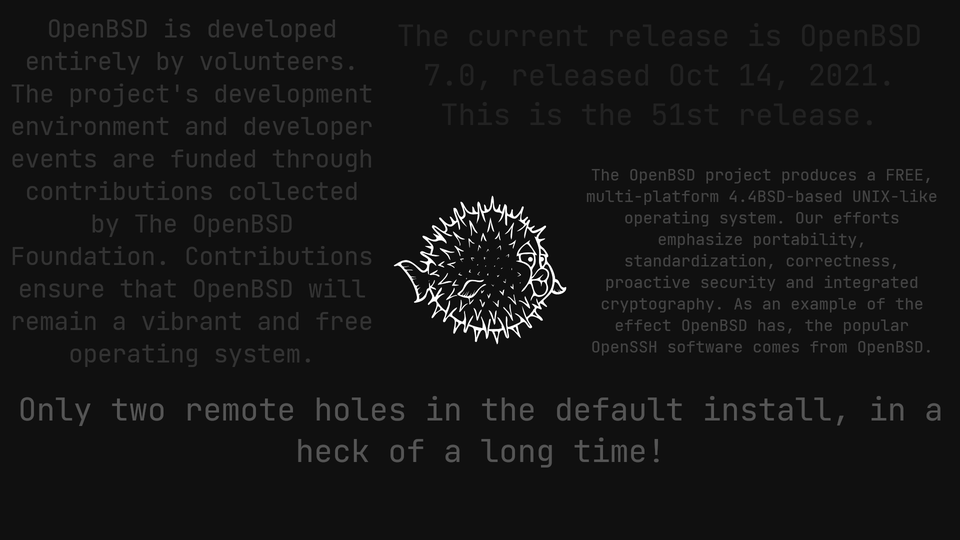 OpenBSD is developed
entirely by volunteers.
The project's development
environment and developer
events are funded through
contributions collected
by The OpenBSD
Foundation. Contributions
ensure that OpenBSD will
remain a vibrant and free
operating system.
The current release is OpenBSD
7.0, released Oct 14, 2021.
This is the 51st release.
The OpenBSD project produces a FREE,
multi-platform 4.4BSD-based UNIX-like
operating system. Our efforts
emphasize portability,
standardization, correctness,
proactive security and integrated
cryptography. As an example of the
effect OpenBSD has, the popular
OpenSSH software comes from OpenBSD.
Only two remote holes in the default install, in a
heck of a long time!